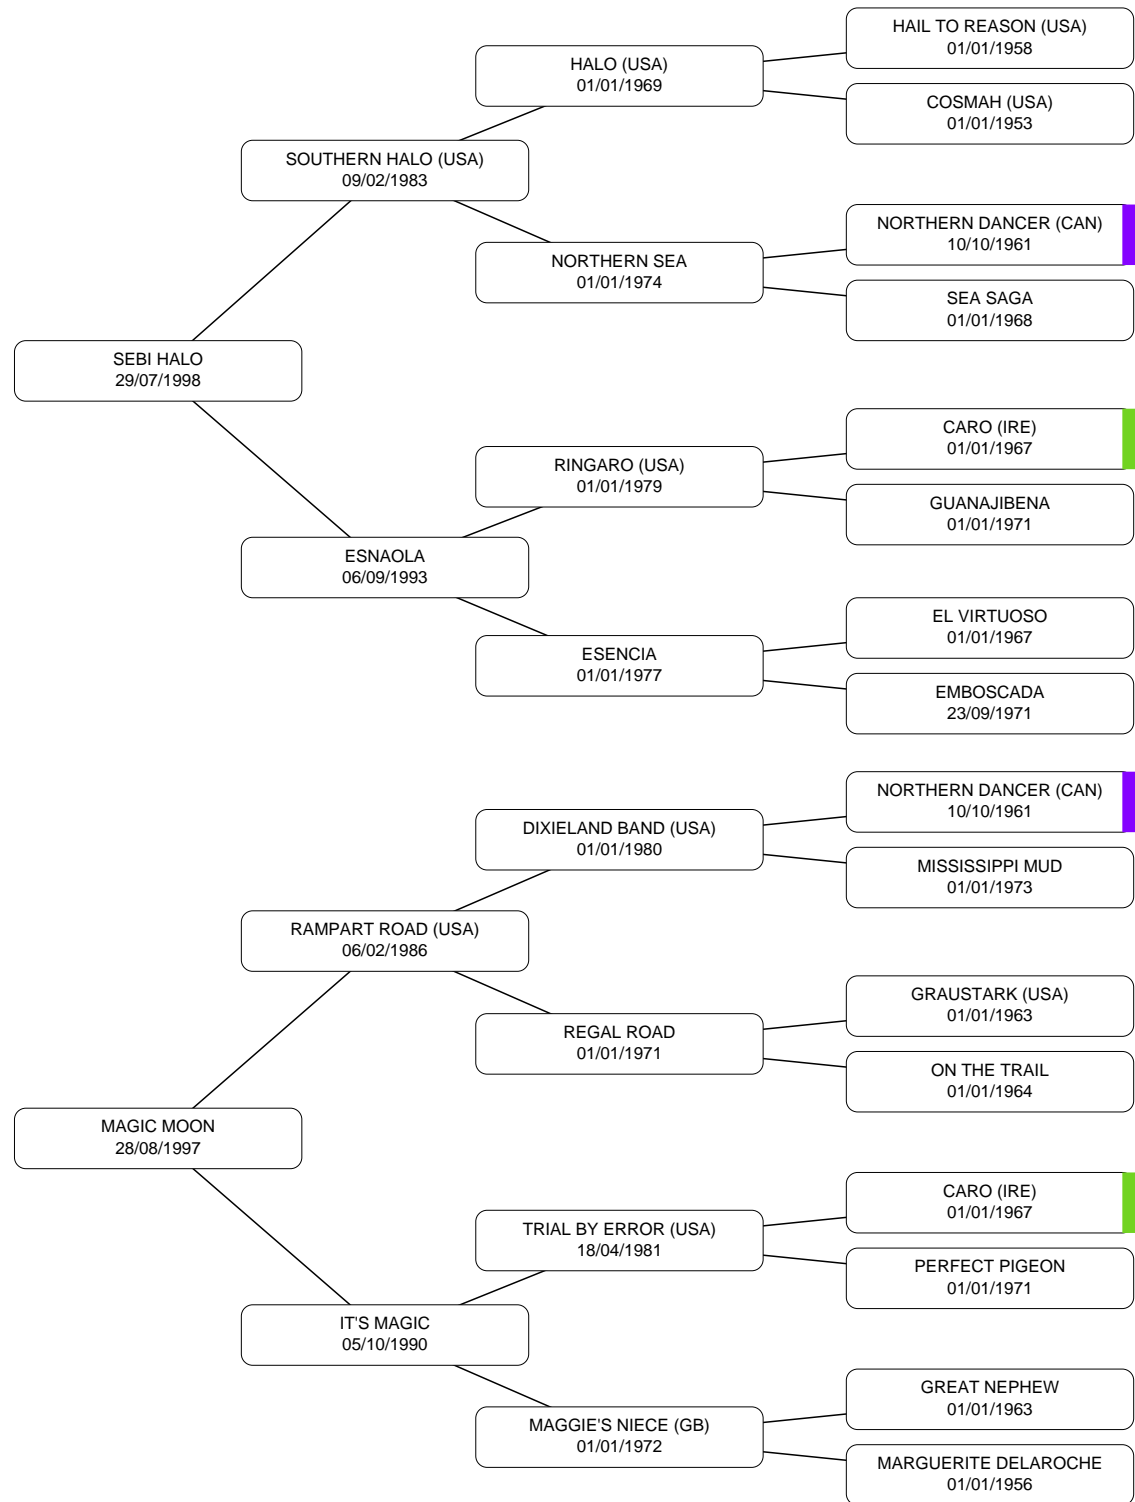 HAIL TO REASON (USA)
01/01/1958
HALO (USA)
01/01/1969
COSMAH (USA)
01/01/1953
SOUTHERN HALO (USA)
09/02/1983
NORTHERN DANCER (CAN)
10/10/1961
NORTHERN SEA
01/01/1974
SEA SAGA
01/01/1968
SEBI HALO
29/07/1998
CARO (IRE)
01/01/1967
RINGARO (USA)
01/01/1979
GUANAJIBENA
01/01/1971
ESNAOLA
06/09/1993
EL VIRTUOSO
01/01/1967
ESENCIA
01/01/1977
EMBOSCADA
23/09/1971
NORTHERN DANCER (CAN)
10/10/1961
DIXIELAND BAND (USA)
01/01/1980
MISSISSIPPI MUD
01/01/1973
RAMPART ROAD (USA)
06/02/1986
GRAUSTARK (USA)
01/01/1963
REGAL ROAD
01/01/1971
ON THE TRAIL
01/01/1964
MAGIC MOON
28/08/1997
CARO (IRE)
01/01/1967
TRIAL BY ERROR (USA)
18/04/1981
PERFECT PIGEON
01/01/1971
IT'S MAGIC
05/10/1990
GREAT NEPHEW
01/01/1963
MAGGIE'S NIECE (GB)
01/01/1972
MARGUERITE DELAROCHE
01/01/1956